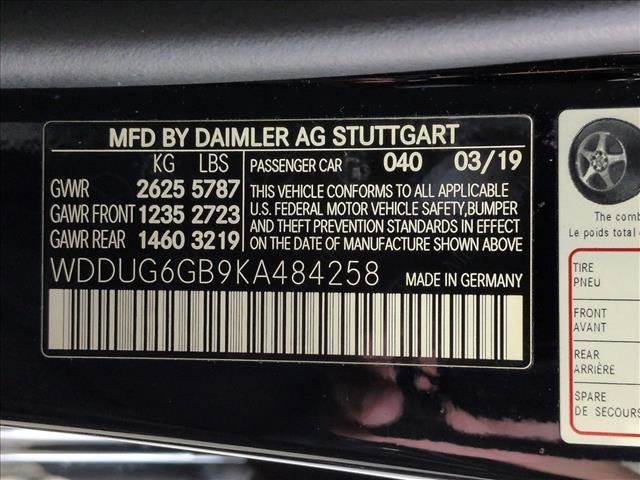 MFD BY DAIMLER AG STUTTGART
KG LBS
GVWR 2625 5787
GAWR FRONT 1235 2723
GAWR REAR 1460 3219
PASSENGER CAR 040 03/19
THIS VEHICLE CONFORMS TO ALL APPLICABLE
U.S. FEDERAL MOTOR VEHICLE SAFETY, BUMPER
AND THEFT PREVENTION STANDARDS IN EFFECT
ON THE DATE OF MANUFACTURE SHOWN ABOVE
WDDUG6GB9KA484258 MADE IN GERMANY
The comb
Le poids total
TIRE
PNEU
FRONT
AVANT
REAR
ARRIÈRE
SPARE
DE SECOURS